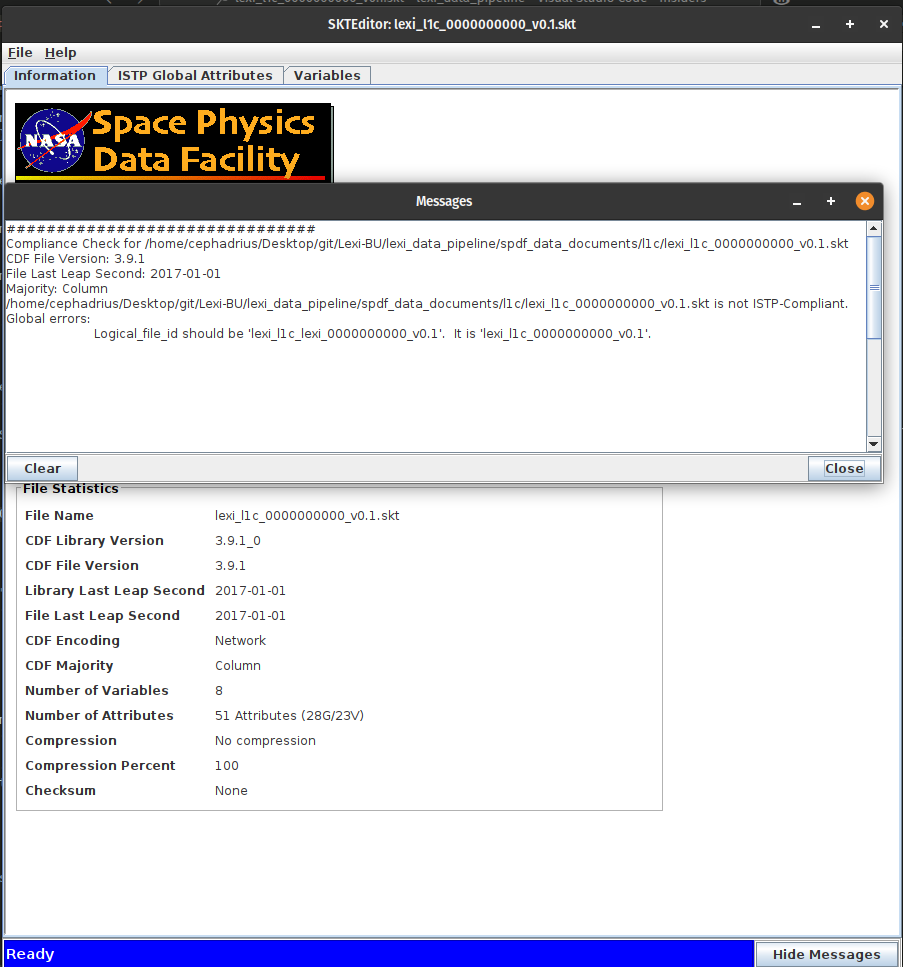 SKTEditor: lexi_l1c_0000000000_v0.1.skt
File Help
Information ISTP Global Attributes Variables
NASA
Space Physics
Data Facility
Messages
##############################
Compliance Check for /home/cephadrius/Desktop/git/Lexi-BU/lexi_data_pipeline/spdf_data_documents/l1c/lexi_l1c_0000000000_v0.1.skt
CDF File Version: 3.9.1
File Last Leap Second: 2017-01-01
Majority: Column
/home/cephadrius/Desktop/git/Lexi-BU/lexi_data_pipeline/spdf_data_documents/l1c/lexi_l1c_0000000000_v0.1.skt is not ISTP-Compliant.
Global errors:
Logical_file_id should be 'lexi_l1c_lexi_0000000000_v0.1'. It is 'lexi_l1c_0000000000_v0.1'.
Clear Close
File Statistics
File Name lexi_l1c_0000000000_v0.1.skt
CDF Library Version 3.9.1_0
CDF File Version 3.9.1
Library Last Leap Second 2017-01-01
File Last Leap Second 2017-01-01
CDF Encoding Network
CDF Majority Column
Number of Variables 8
Number of Attributes 51 Attributes (28G/23V)
Compression No compression
Compression Percent 100
Checksum None
Ready Hide Messages